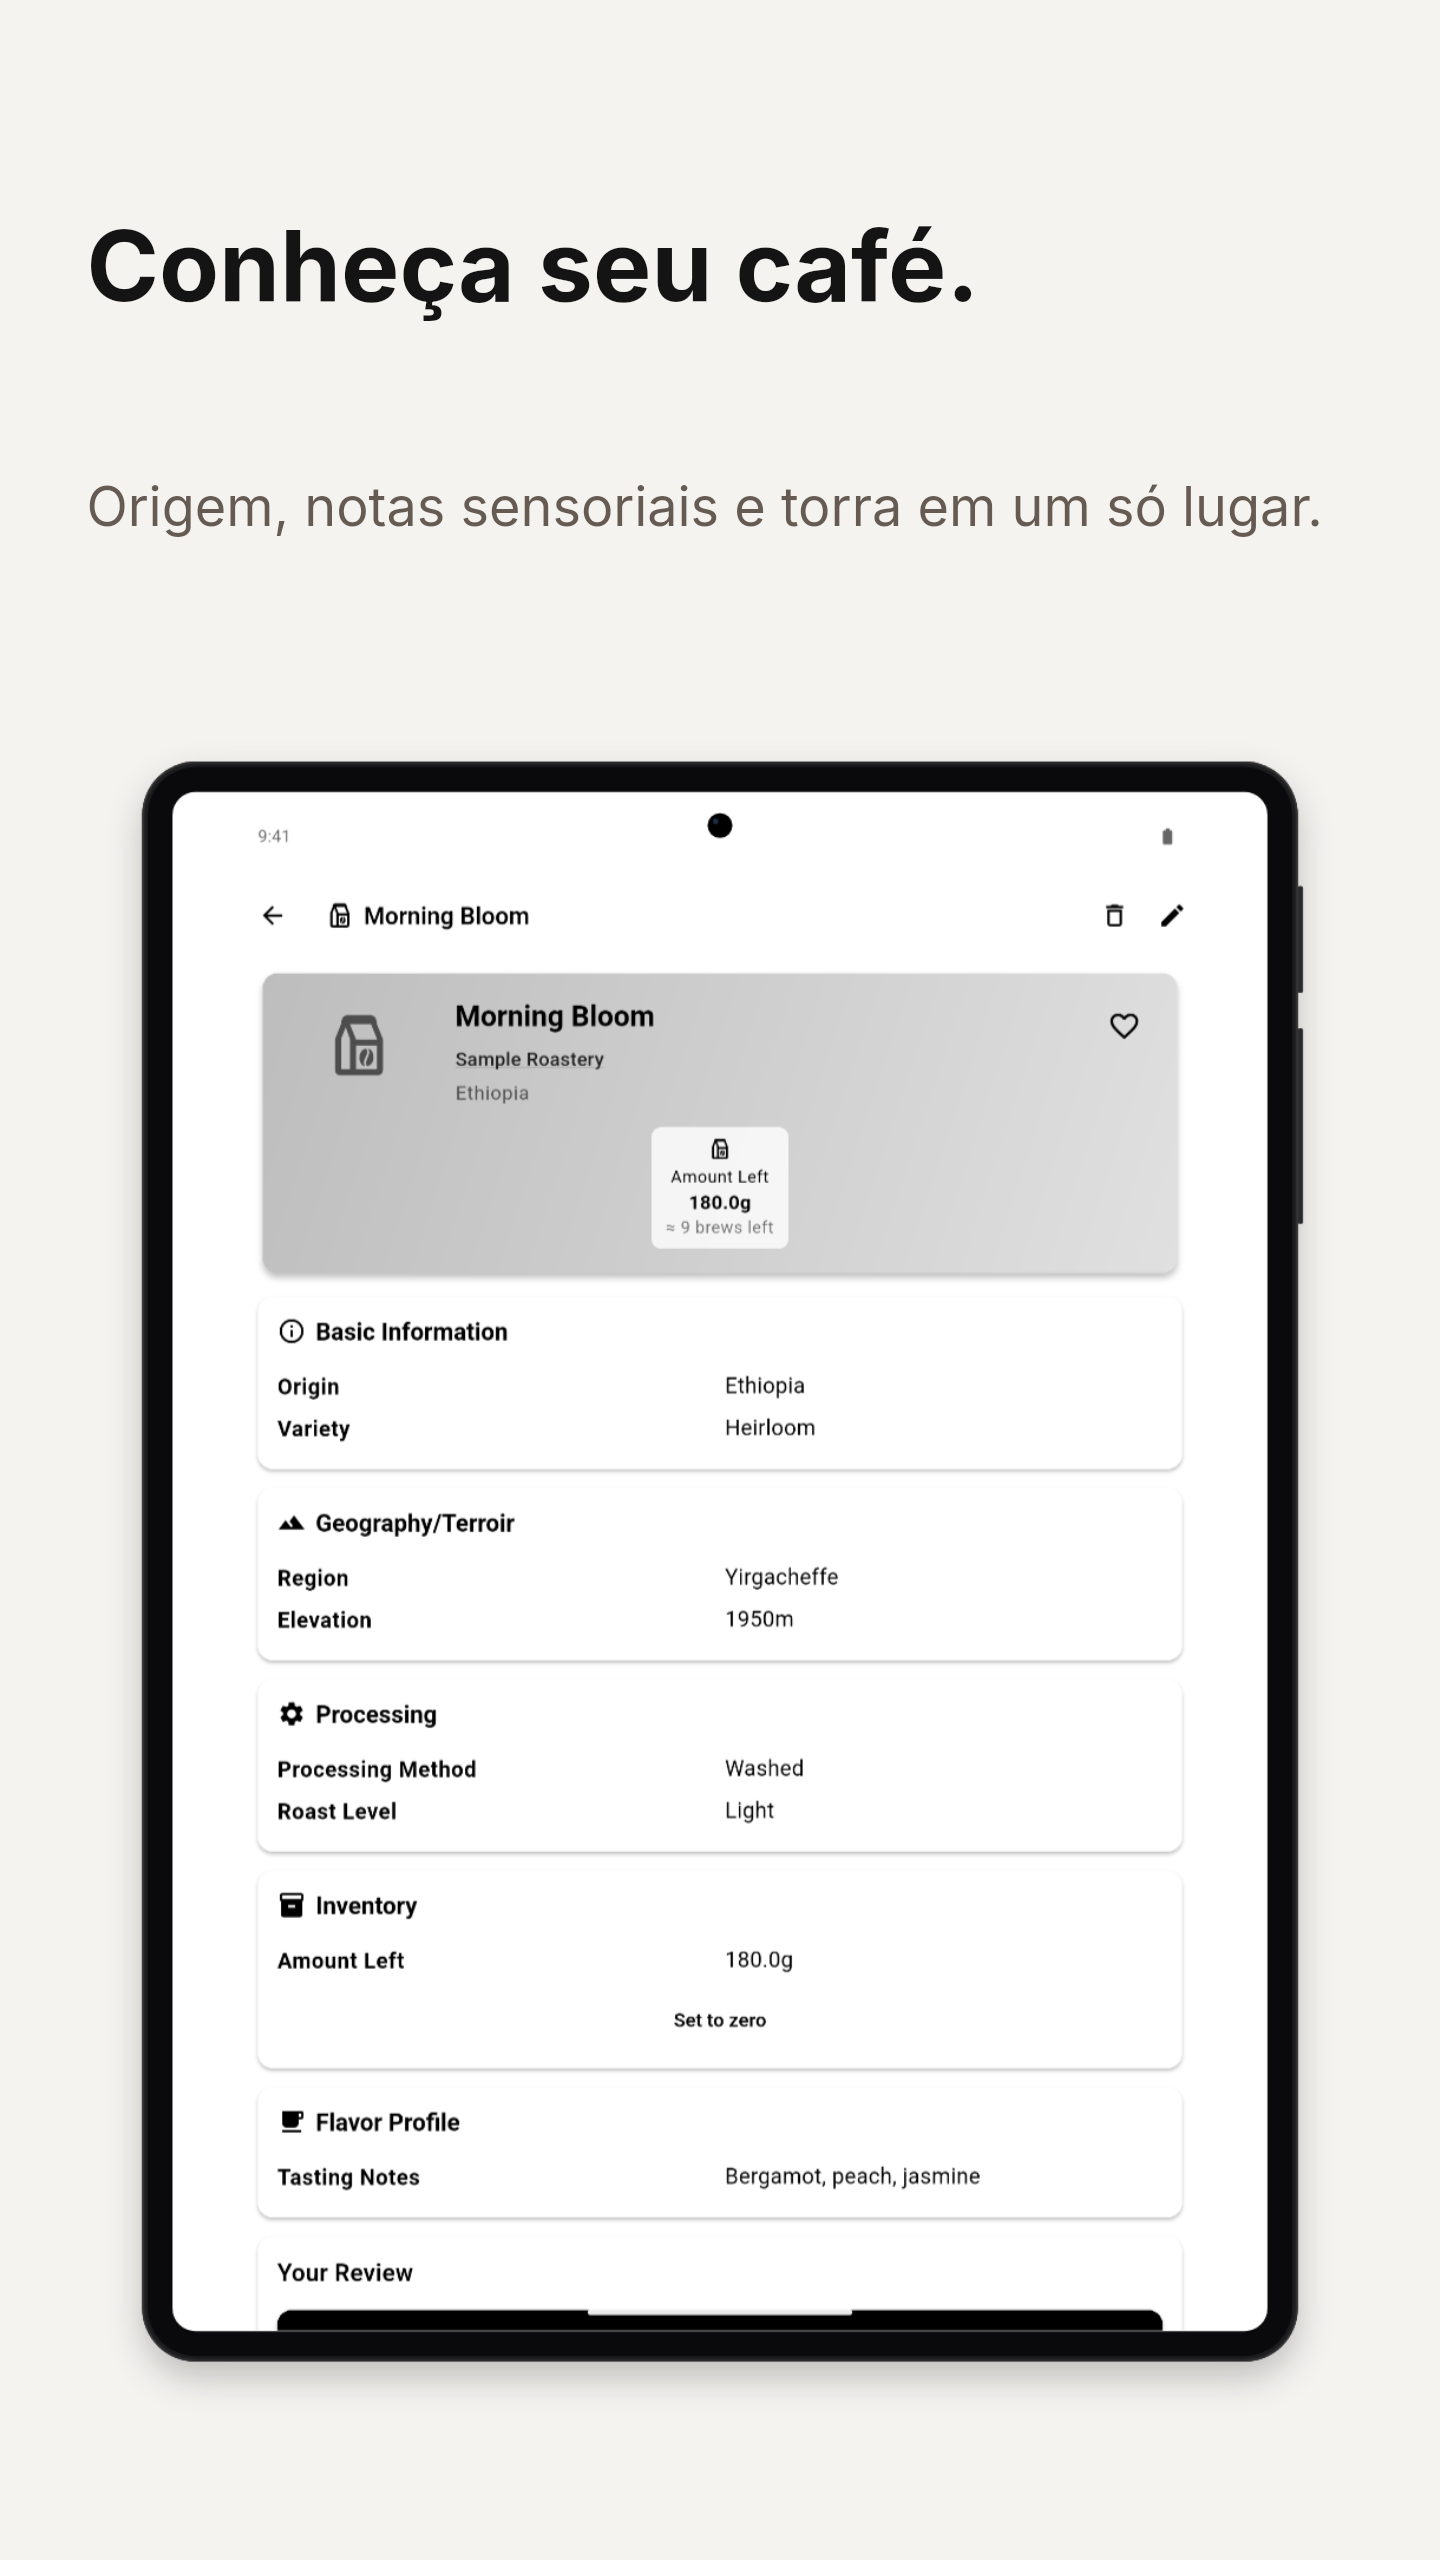 Conheça seu café.
Origem, notas sensoriais e torra em um só lugar.
9:41
Morning Bloom
Morning Bloom
Sample Roastery
Ethiopia
Amount Left
180.0g
≈ 9 brews left
Basic Information
Origin Ethiopia
Variety Heirloom
Geography/Terroir
Region Yirgacheffe
Elevation 1950m
Processing
Processing Method Washed
Roast Level Light
Inventory
Amount Left 180.0g
Set to zero
Flavor Profile
Tasting Notes Bergamot, peach, jasmine
Your Review